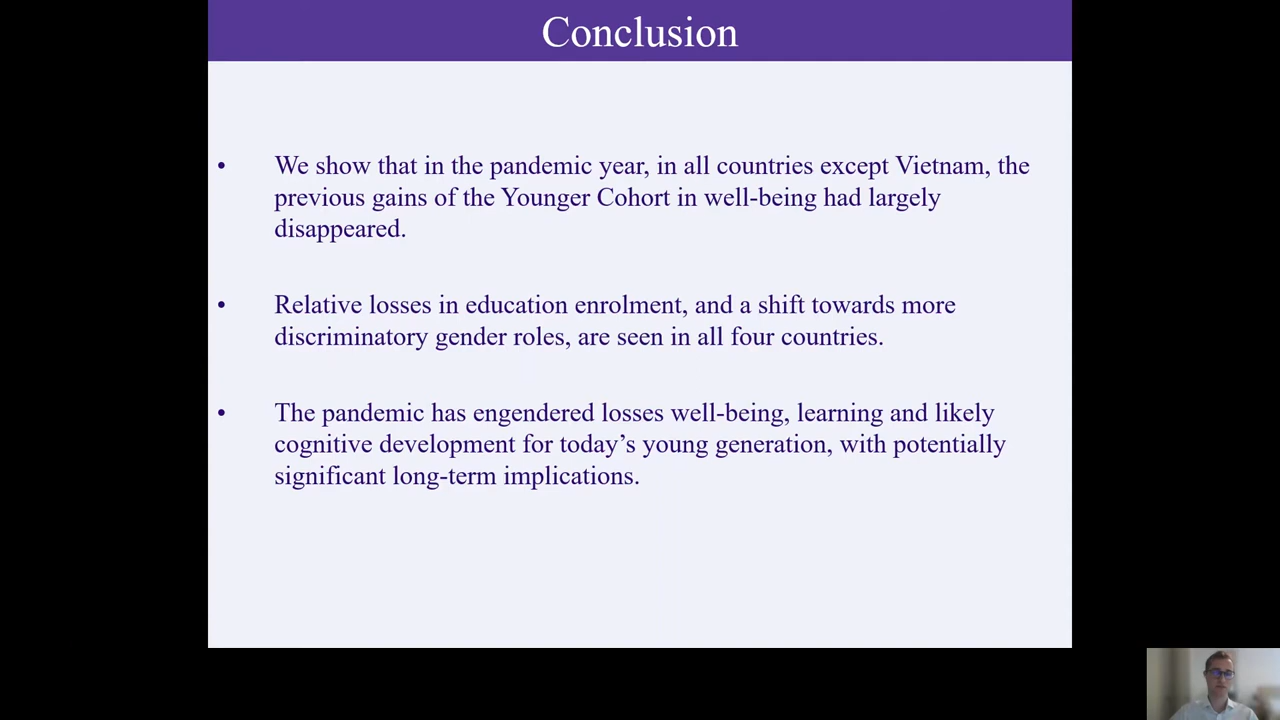 Conclusion
• We show that in the pandemic year, in all countries except Vietnam, the
previous gains of the Younger Cohort in well-being had largely
disappeared.
• Relative losses in education enrolment, and a shift towards more
discriminatory gender roles, are seen in all four countries.
• The pandemic has engendered losses well-being, learning and likely
cognitive development for today’s young generation, with potentially
significant long-term implications.